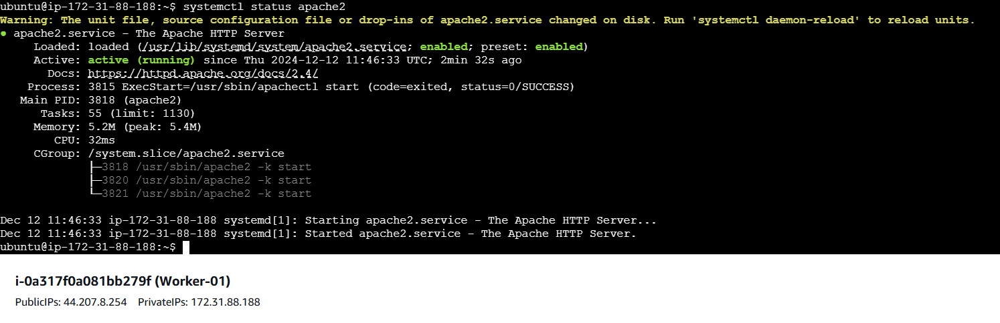 ubuntu@ip-172-31-88-188:~$ systemctl status apache2
Warning: The unit file, source configuration file or drop-ins of apache2.service changed on disk. Run 'systemctl daemon-reload' to reload units.
● apache2.service - The Apache HTTP Server
Loaded: loaded (/usr/lib/systemd/system/apache2.service; enabled; preset: enabled)
Active: active (running) since Thu 2024-12-12 11:46:33 UTC; 2min 32s ago
Docs: https://httpd.apache.org/docs/2.4/
Process: 3815 ExecStart=/usr/sbin/apachectl start (code=exited, status=0/SUCCESS)
Main PID: 3818 (apache2)
Tasks: 55 (limit: 1130)
Memory: 5.2M (peak: 5.4M)
CPU: 32ms
CGroup: /system.slice/apache2.service
├─3818 /usr/sbin/apache2 -k start
├─3820 /usr/sbin/apache2 -k start
└─3821 /usr/sbin/apache2 -k start
Dec 12 11:46:33 ip-172-31-88-188 systemd[1]: Starting apache2.service - The Apache HTTP Server...
Dec 12 11:46:33 ip-172-31-88-188 systemd[1]: Started apache2.service - The Apache HTTP Server.
ubuntu@ip-172-31-88-188:~$
i-0a317f0a081bb279f (Worker-01)
PublicIPs: 44.207.8.254 PrivateIPs: 172.31.88.188